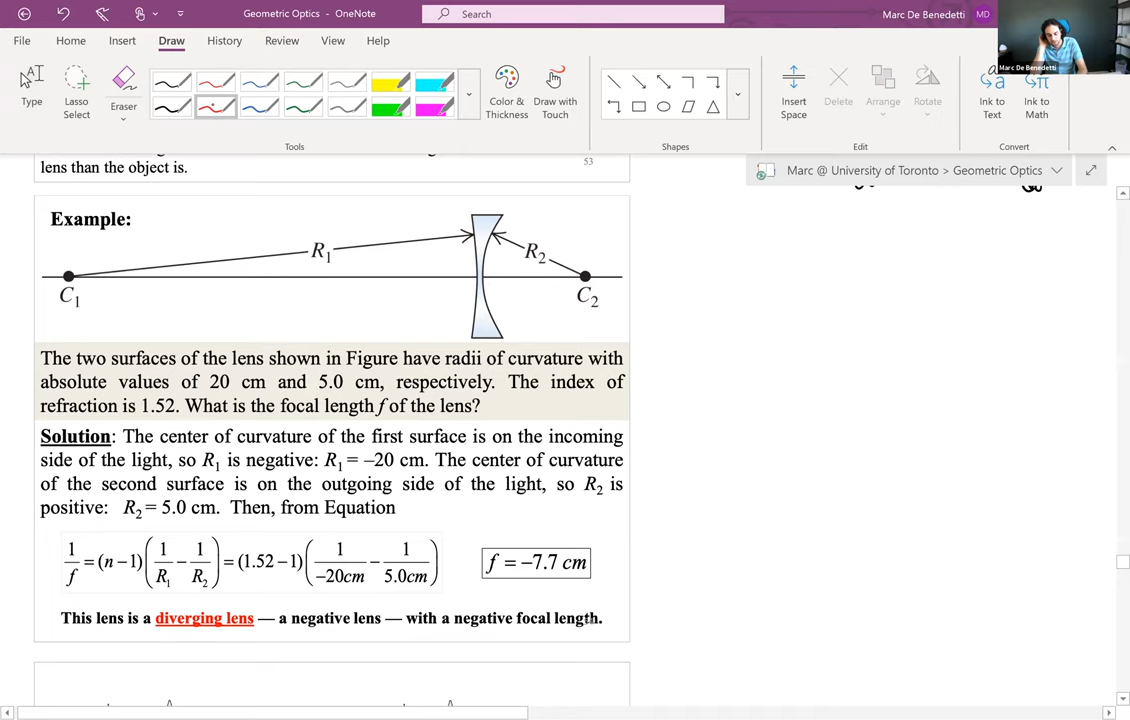 Geometric Optics - OneNote
Search
Marc De Benedetti
MD
Marc De Benedetti
File Home Insert Draw History Review View Help
Type
Lasso Select
Eraser
Color & Thickness
Draw with Touch
Insert Space
Delete
Arrange
Rotate
Ink to Text
Ink to Math
Tools
Shapes
Edit
Convert
Marc @ University of Toronto > Geometric Optics
lens than the object is.
53
Example:
R₁
R₂
C₁
C₂
The two surfaces of the lens shown in Figure have radii of curvature with
absolute values of 20 cm and 5.0 cm, respectively. The index of
refraction is 1.52. What is the focal length f of the lens?
Solution: The center of curvature of the first surface is on the incoming
side of the light, so R₁ is negative: R₁ = –20 cm. The center of curvature
of the second surface is on the outgoing side of the light, so R₂ is
positive: R₂ = 5.0 cm. Then, from Equation
1/f = (n − 1)(1/R₁ − 1/R₂) = (1.52 − 1)(1/−20cm − 1/5.0cm)
f = −7.7 cm
This lens is a diverging lens — a negative lens — with a negative focal length.